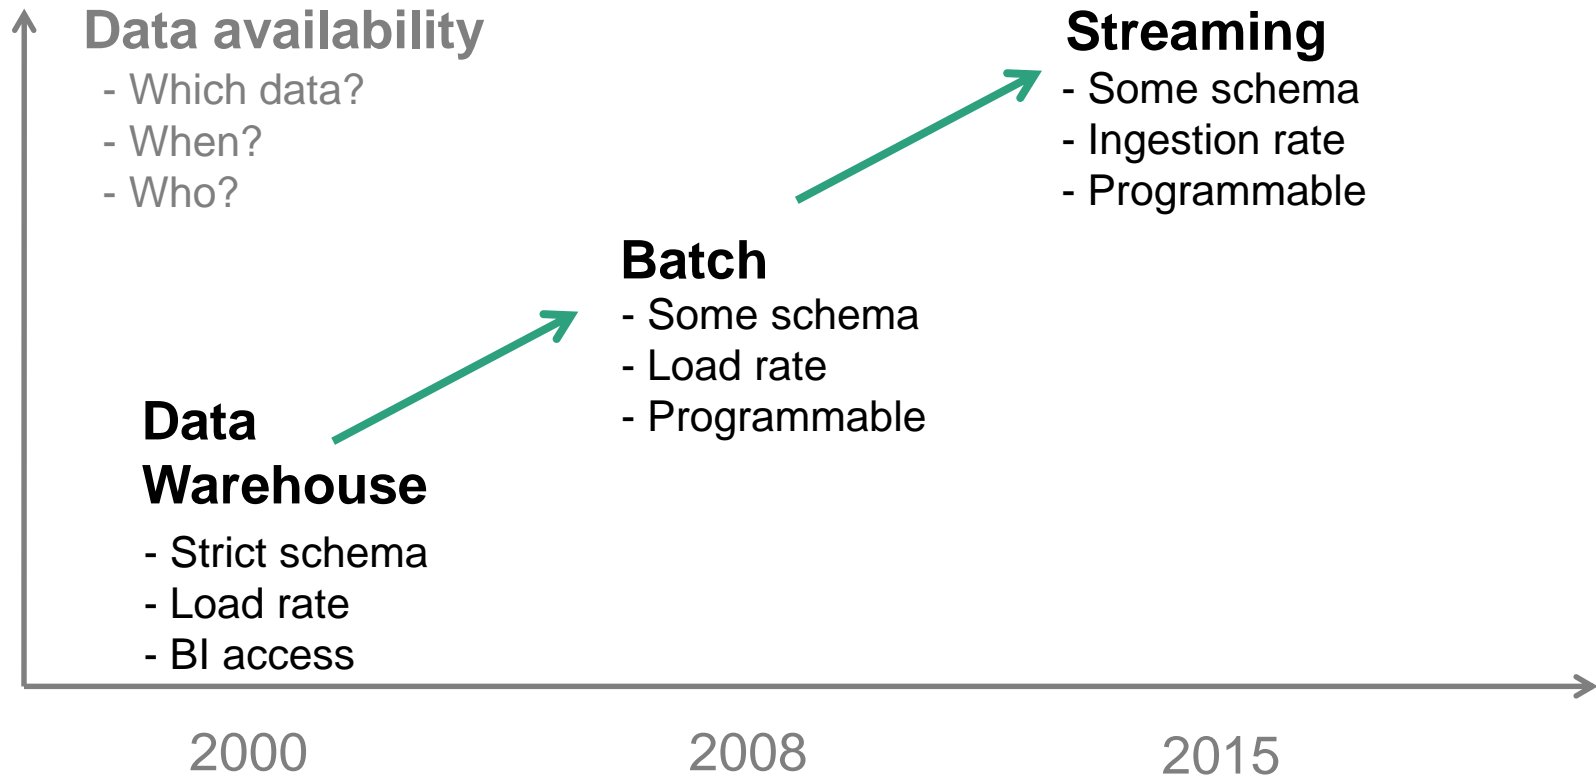 Data availability
- Which data?
- When?
- Who?
Streaming
- Some schema
- Ingestion rate
- Programmable
Batch
- Some schema
- Load rate
- Programmable
Data
Warehouse
- Strict schema
- Load rate
- BI access
2000
2008
2015